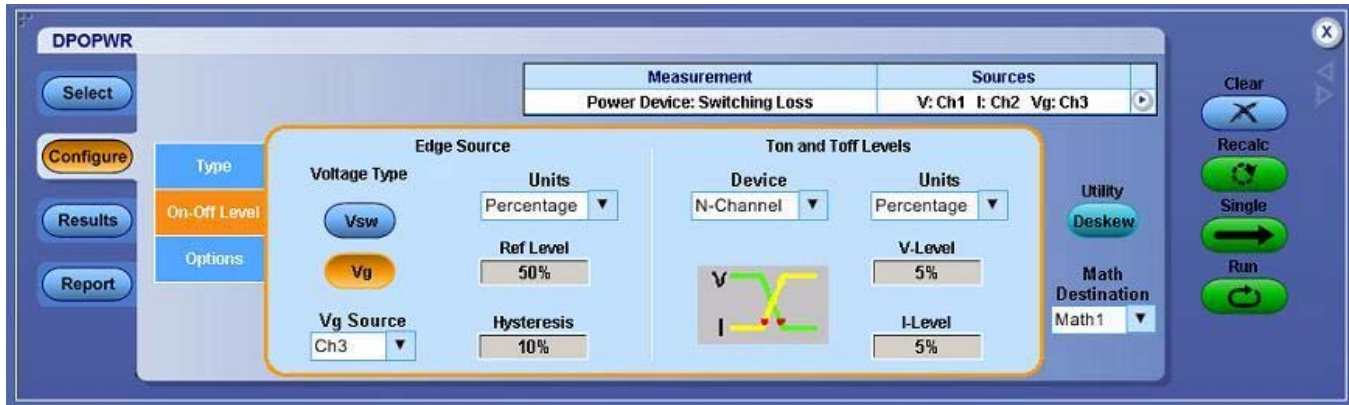 DPOPWR
Select
Configure
Results
Report
Measurement Sources
Power Device: Switching Loss V: Ch1 I: Ch2 Vg: Ch3
Type
On-Off Level
Options
Edge Source
Voltage Type
Vsw
Vg
Vg Source
Ch3
Units
Percentage
Ref Level
50%
Hysteresis
10%
Ton and Toff Levels
Device
N-Channel
V
I
Units
Percentage
V-Level
5%
I-Level
5%
Utility
Deskew
Math
Destination
Math1
X
Clear
Recalc
Single
Run